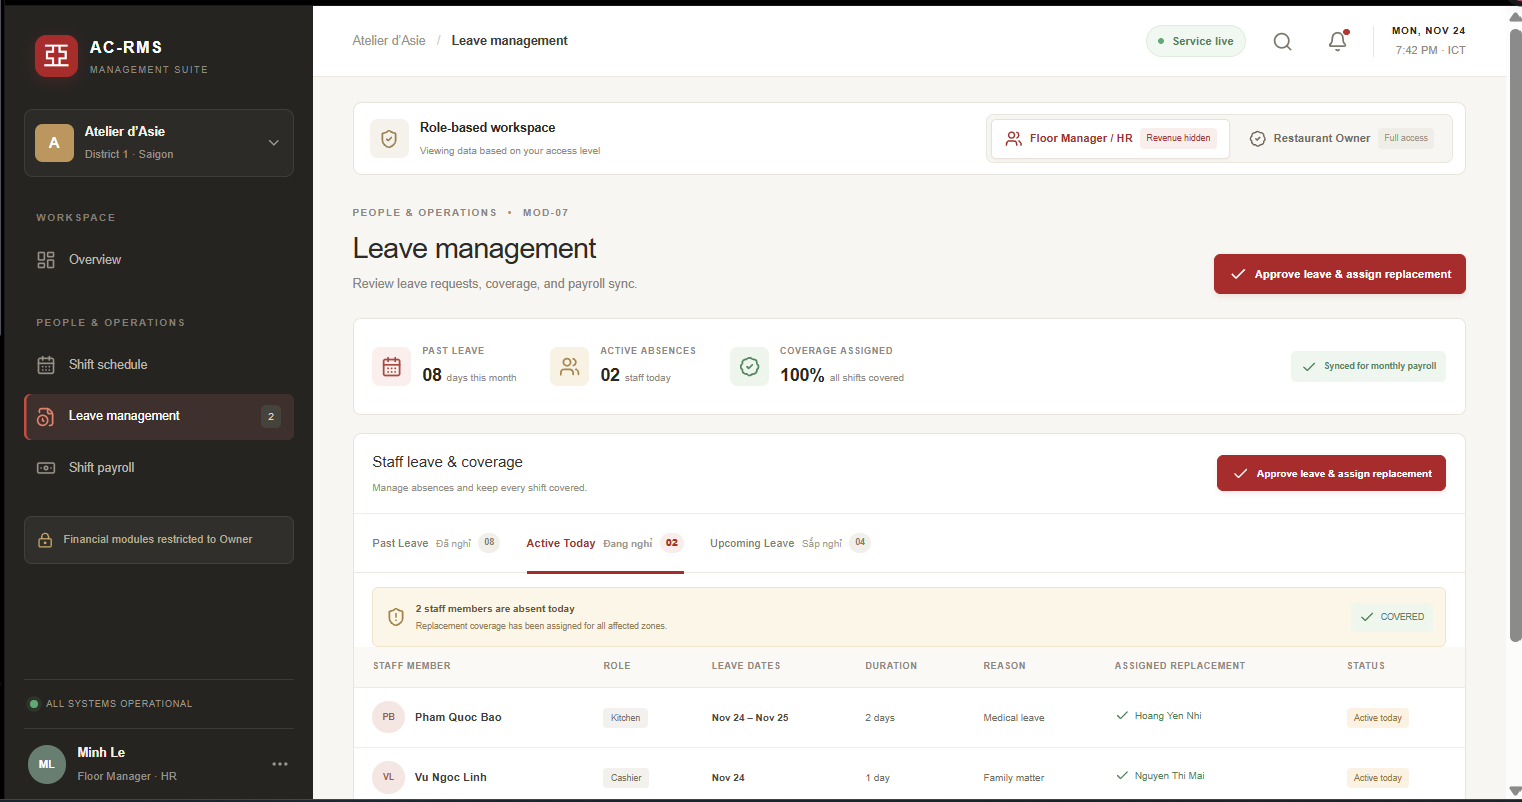 亞
AC-RMS
MANAGEMENT SUITE
A
Atelier d'Asie
District 1 · Saigon
WORKSPACE
Overview
PEOPLE & OPERATIONS
Shift schedule
Leave management 2
Shift payroll
Financial modules restricted to Owner
ALL SYSTEMS OPERATIONAL
ML
Minh Le
Floor Manager · HR
Atelier d'Asie / Leave management
Service live
MON, NOV 24
7:42 PM · ICT
Role-based workspace
Viewing data based on your access level
Floor Manager / HR Revenue hidden
Restaurant Owner Full access
PEOPLE & OPERATIONS • MOD-07
Leave management
Review leave requests, coverage, and payroll sync.
Approve leave & assign replacement
PAST LEAVE
08 days this month
ACTIVE ABSENCES
02 staff today
COVERAGE ASSIGNED
100% all shifts covered
Synced for monthly payroll
Staff leave & coverage
Manage absences and keep every shift covered.
Approve leave & assign replacement
Past Leave Đã nghỉ 08
Active Today Đang nghỉ 02
Upcoming Leave Sắp nghỉ 04
2 staff members are absent today
Replacement coverage has been assigned for all affected zones.
COVERED
STAFF MEMBER ROLE LEAVE DATES DURATION REASON ASSIGNED REPLACEMENT STATUS
PB Pham Quoc Bao Kitchen Nov 24 – Nov 25 2 days Medical leave Hoang Yen Nhi Active today
VL Vu Ngoc Linh Cashier Nov 24 1 day Family matter Nguyen Thi Mai Active today